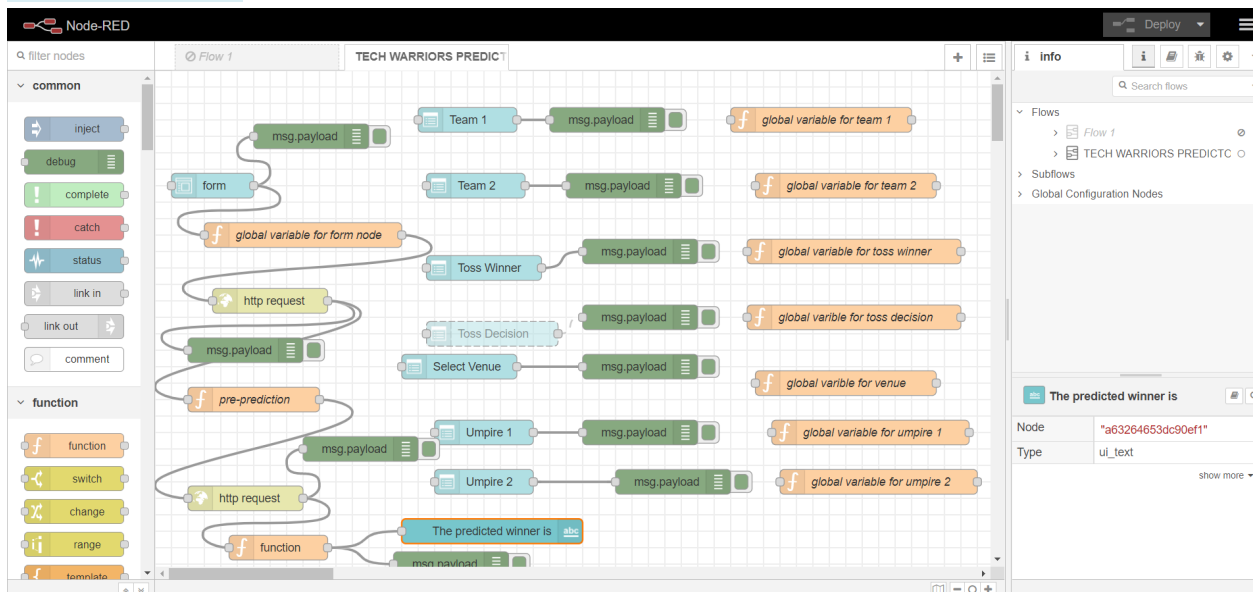 Node-RED
Deploy
filter nodes
Flow 1
TECH WARRIORS PREDICT
info
i
Search flows
common
inject
debug
complete
catch
status
link in
link out
comment
function
function
switch
change
range
template
msg.payload
form
global variable for form node
http request
msg.payload
pre-prediction
msg.payload
http request
function
The predicted winner is
abc
msg.payload
Team 1
msg.payload
global variable for team 1
Team 2
msg.payload
global variable for team 2
Toss Winner
msg.payload
global variable for toss winner
Toss Decision
msg.payload
global varible for toss decision
Select Venue
msg.payload
global varible for venue
Umpire 1
msg.payload
global variable for umpire 1
Umpire 2
msg.payload
global variable for umpire 2
Flows
Flow 1
TECH WARRIORS PREDICTC
Subflows
Global Configuration Nodes
abc
The predicted winner is
Node
"a63264653dc90ef1"
Type
ui_text
show more